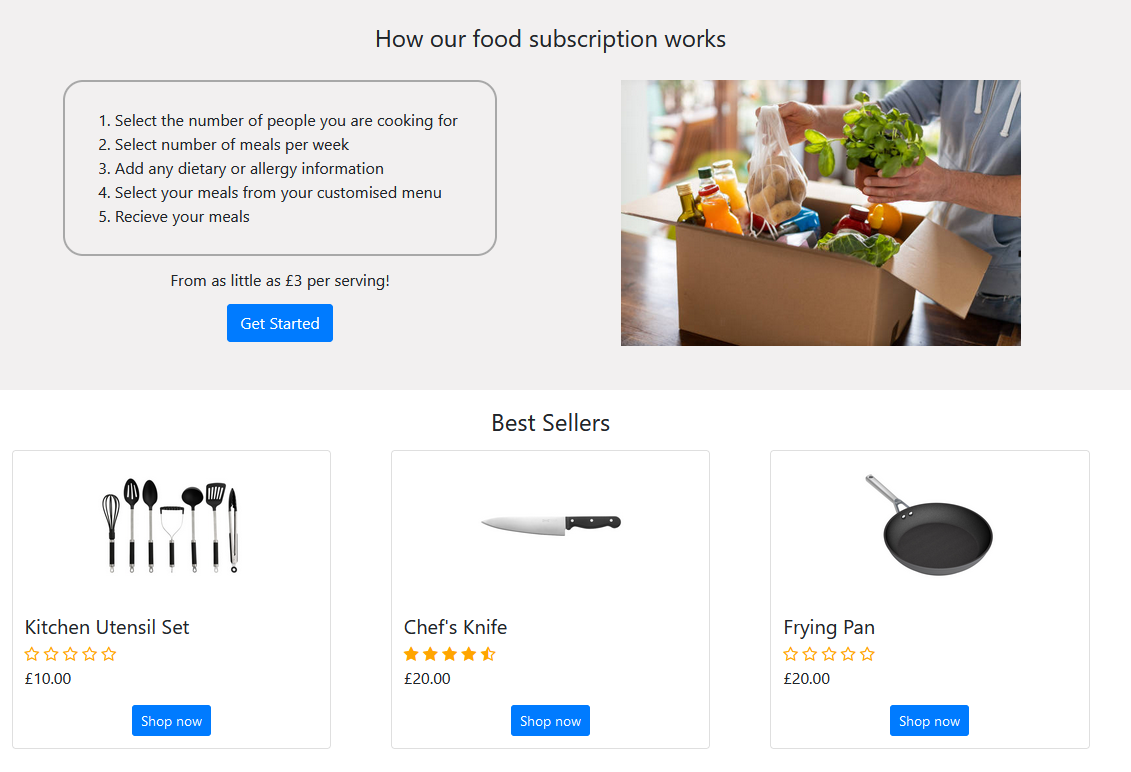 How our food subscription works
1. Select the number of people you are cooking for
2. Select number of meals per week
3. Add any dietary or allergy information
4. Select your meals from your customised menu
5. Recieve your meals
From as little as £3 per serving!
Get Started
Best Sellers
Kitchen Utensil Set
£10.00
Shop now
Chef's Knife
£20.00
Shop now
Frying Pan
£20.00
Shop now